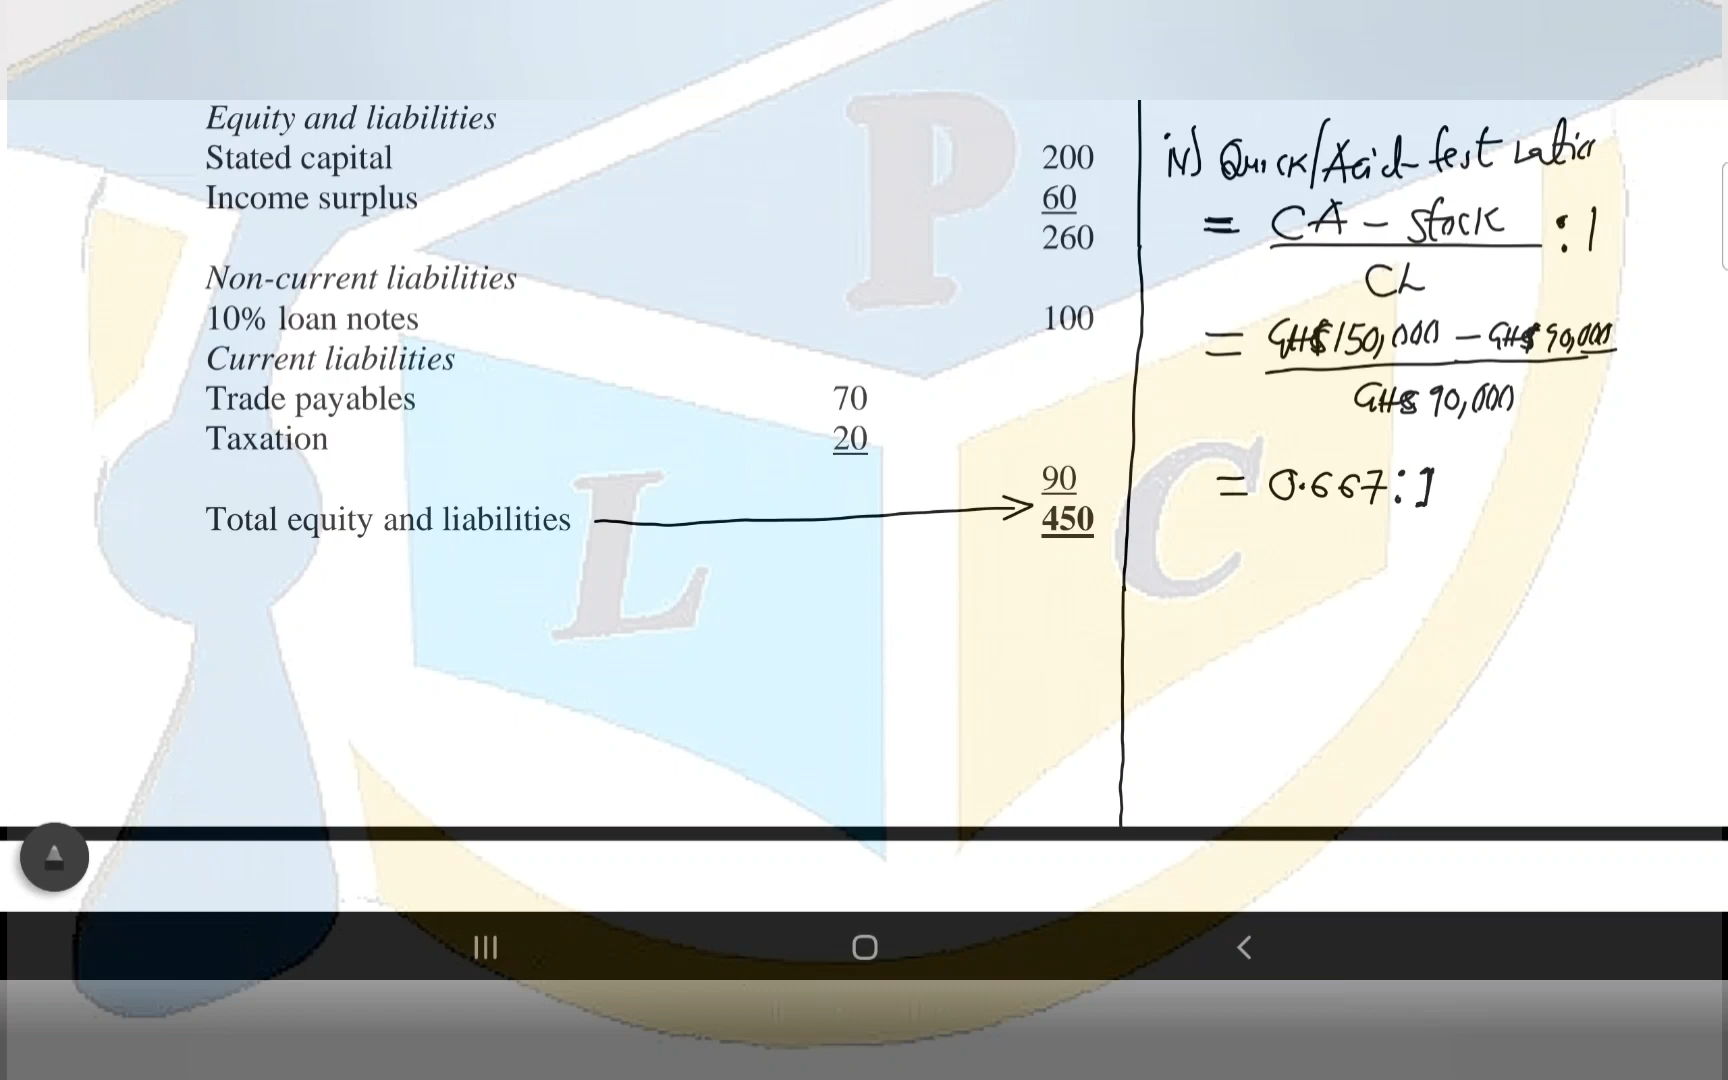 Equity and liabilities
Stated capital 200
Income surplus 60
260
Non-current liabilities
10% loan notes 100
Current liabilities
Trade payables 70
Taxation 20
90
Total equity and liabilities 450
iv) Quick/Acid-test ratio
= CA - stock : 1
CL
= GH$150,000 - GH$90,000
GH$ 90,000
= 0.667:1
P
L
C